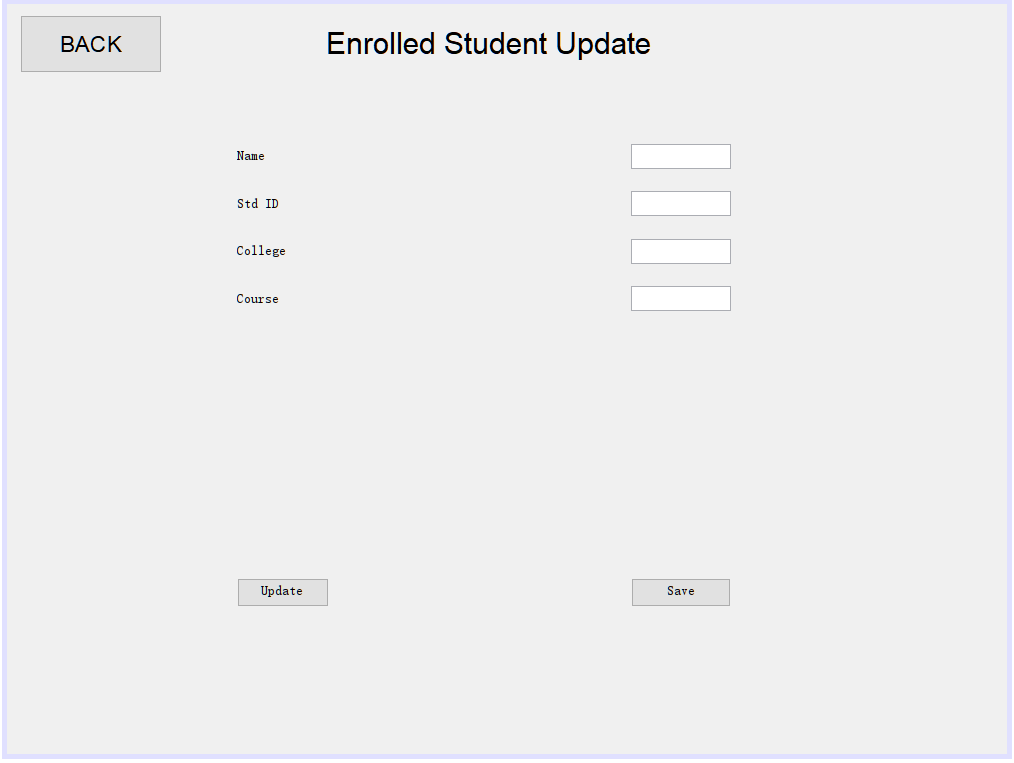 BACK
Enrolled Student Update
Name
Std ID
College
Course
Update
Save